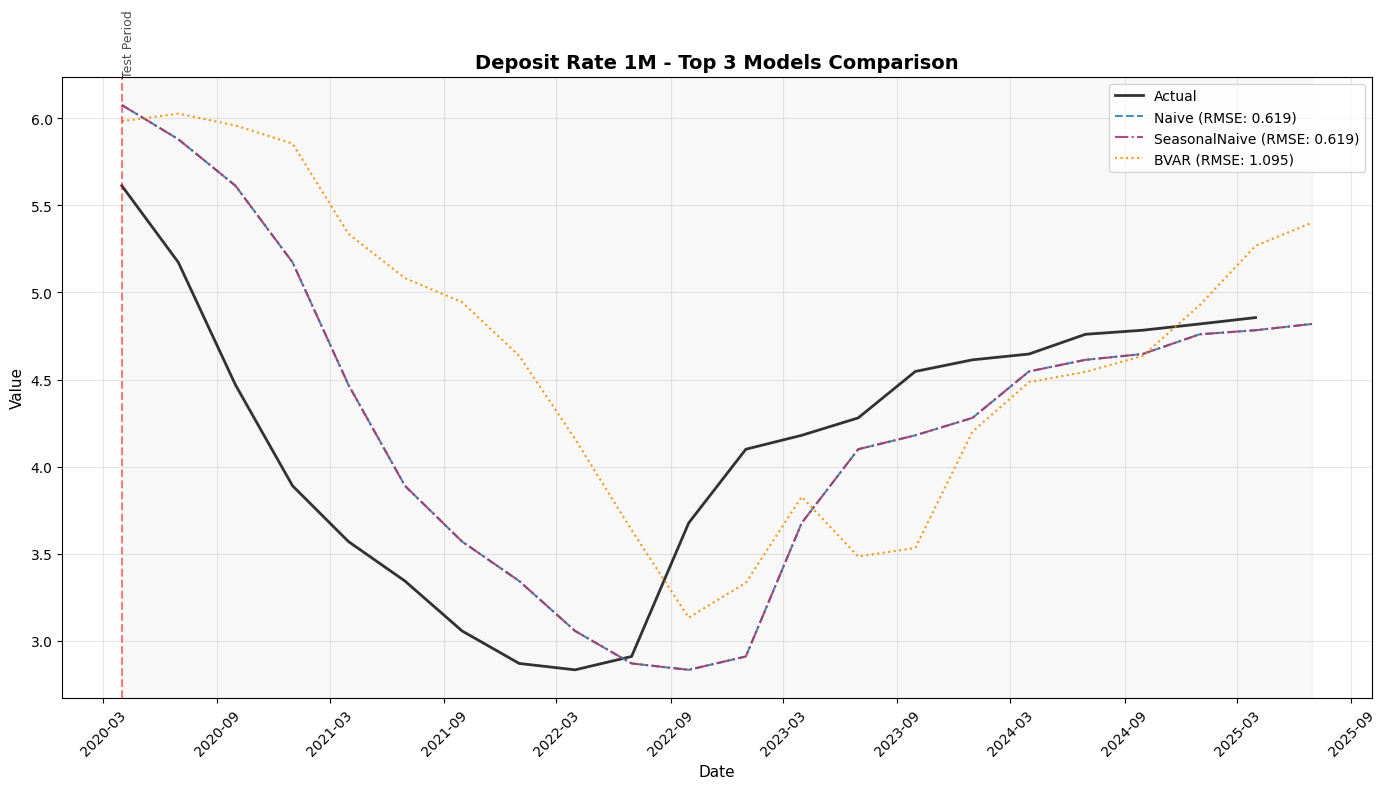 Test Period
Deposit Rate 1M - Top 3 Models Comparison
Actual
Naive (RMSE: 0.619)
SeasonalNaive (RMSE: 0.619)
BVAR (RMSE: 1.095)
Value
6.0
5.5
5.0
4.5
4.0
3.5
3.0
2020-03
2020-09
2021-03
2021-09
2022-03
2022-09
2023-03
2023-09
2024-03
2024-09
2025-03
2025-09
Date